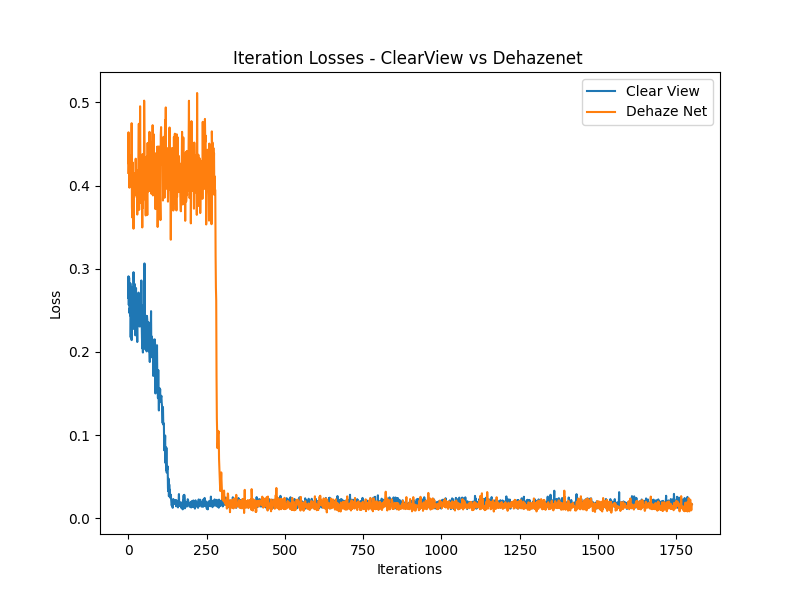 Iteration Losses - ClearView vs Dehazenet
Clear View
Dehaze Net
0.5
0.4
0.3
0.2
0.1
0.0
Loss
0 250 500 750 1000 1250 1500 1750
Iterations